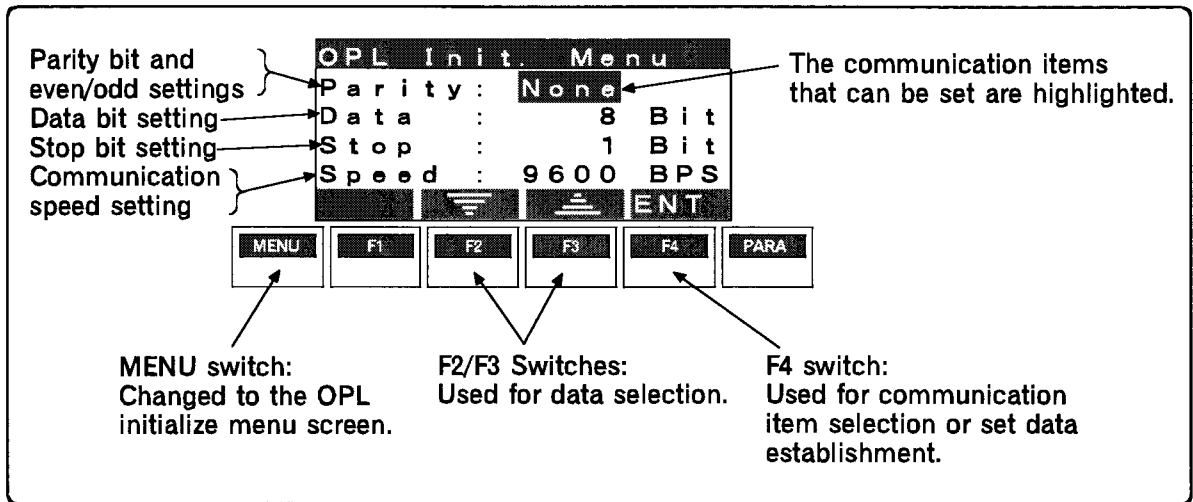 Parity bit and
even/odd settings
Data bit setting
Stop bit setting
Communication
speed setting
OPL Init. Menu
Parity: None
Data : 8 Bit
Stop : 1 Bit
Speed : 9600 BPS
ENT
The communication items
that can be set are highlighted.
MENU F1 F2 F3 F4 PARA
MENU switch:
Changed to the OPL
initialize menu screen.
F2/F3 Switches:
Used for data selection.
F4 switch:
Used for communication
item selection or set data
establishment.